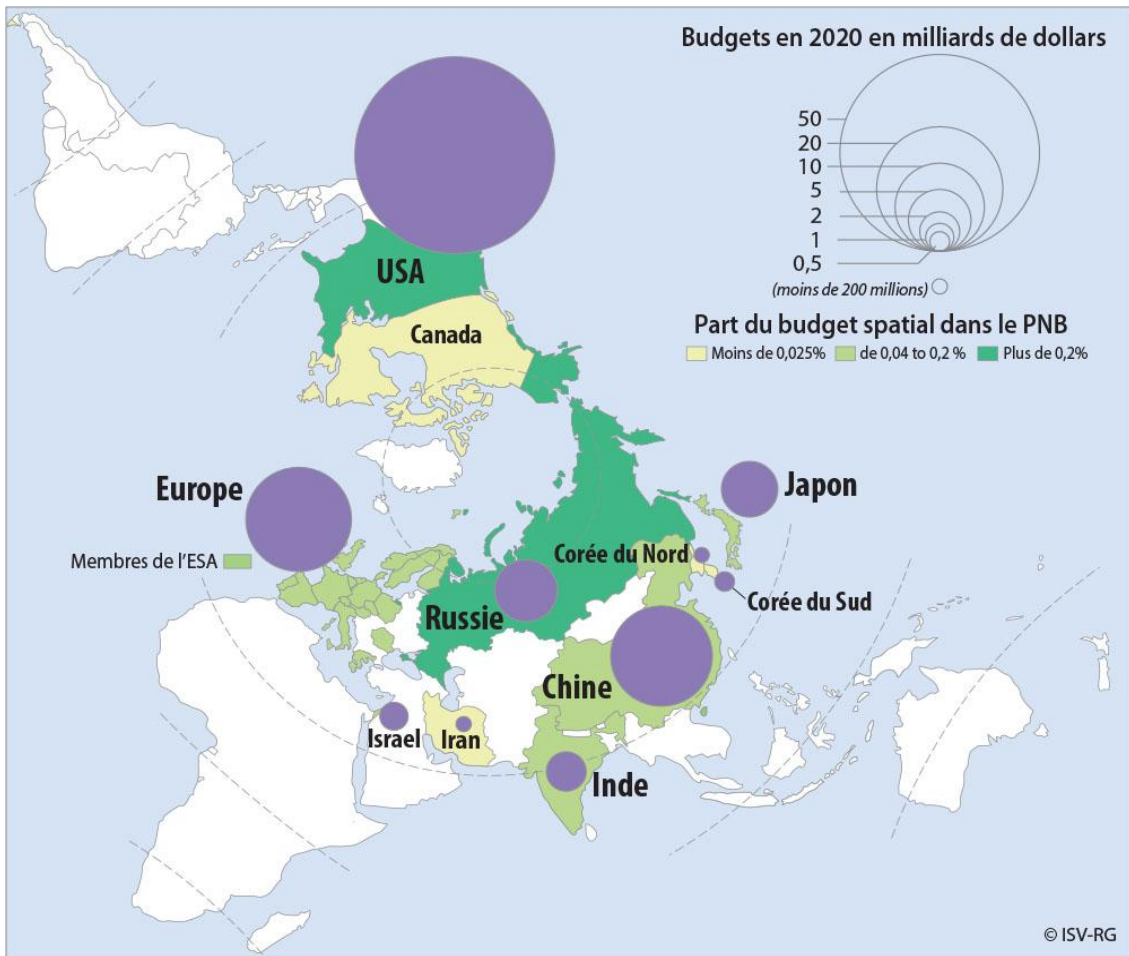 Budgets en 2020 en milliards de dollars
50
20
10
5
2
1
0,5
(moins de 200 millions)
Part du budget spatial dans le PNB
Moins de 0,025%
de 0,04 to 0,2 %
Plus de 0,2%
USA
Canada
Europe
Japon
Membres de l'ESA
Corée du Nord
Corée du Sud
Russie
Chine
Israel
Iran
Inde
© ISV-RG